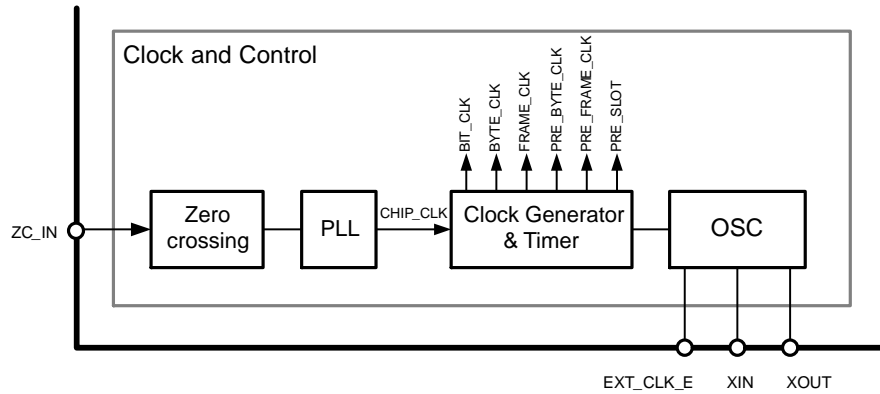 Clock and Control
BIT_CLK
BYTE_CLK
FRAME_CLK
PRE_BYTE_CLK
PRE_FRAME_CLK
PRE_SLOT
ZC_IN
Zero
crossing
PLL
CHIP_CLK
Clock Generator
& Timer
OSC
EXT_CLK_E
XIN
XOUT